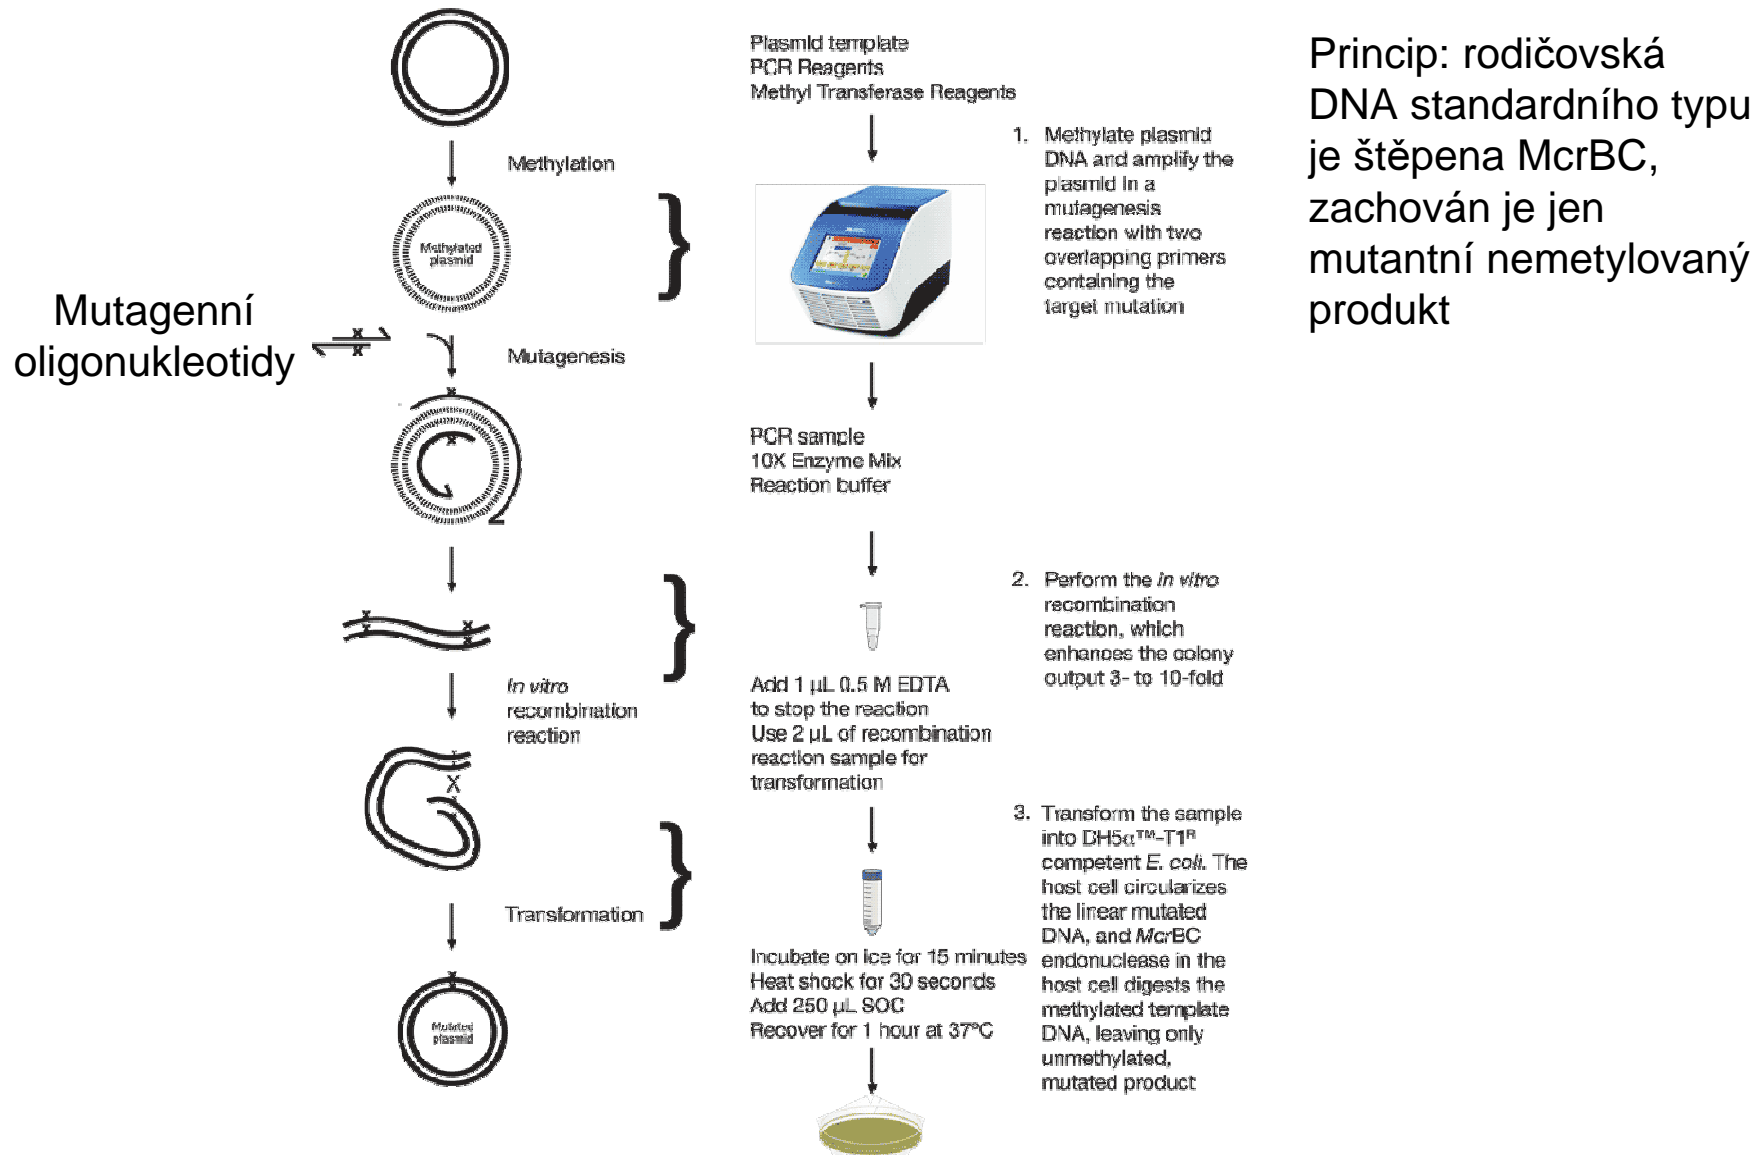 Mutagenní
oligonukleotidy
Methylation
Methylated
plasmid
Mutagenesis
In vitro
recombination
reaction
Transformation
Mutated
plasmid
Plasmid template
PCR Reagents
Methyl Transferase Reagents
PCR sample
10X Enzyme Mix
Reaction buffer
Add 1 µL 0.5 M EDTA
to stop the reaction
Use 2 µL of recombination
reaction sample for
transformation
Incubate on ice for 15 minutes
Heat shock for 30 seconds
Add 250 µL SOC
Recover for 1 hour at 37°C
1. Methylate plasmid
DNA and amplify the
plasmid in a
mutagenesis
reaction with two
overlapping primers
containing the
target mutation
2. Perform the in vitro
recombination
reaction, which
enhances the colony
output 3- to 10-fold
3. Transform the sample
into DH5α™-T1ᴿ
competent E. coli. The
host cell circularizes
the linear mutated
DNA, and McrBC
endonuclease in the
host cell digests the
methylated template
DNA, leaving only
unmethylated,
mutated product
Princip: rodičovská
DNA standardního typu
je štěpena McrBC,
zachován je jen
mutantní nemetylovaný
produkt